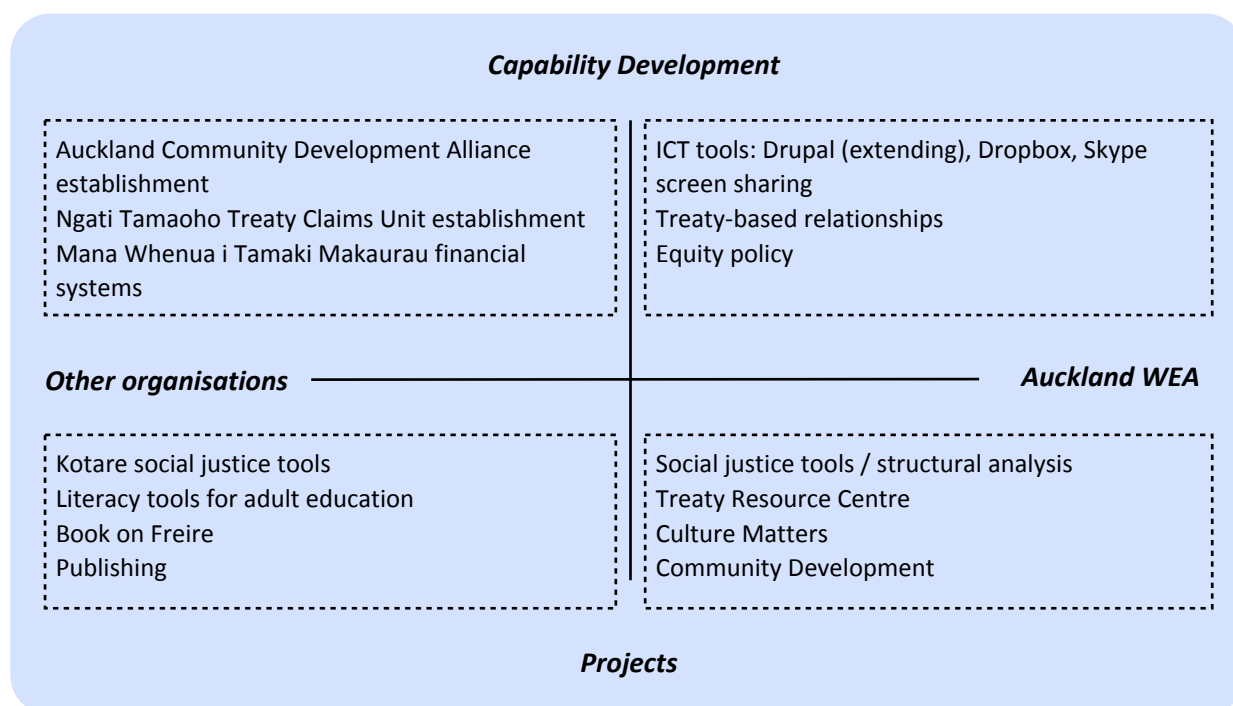 Capability Development
Auckland Community Development Alliance
establishment
Ngati Tamaoho Treaty Claims Unit establishment
Mana Whenua i Tamaki Makaurau financial
systems
ICT tools: Drupal (extending), Dropbox, Skype
screen sharing
Treaty-based relationships
Equity policy
Other organisations
Auckland WEA
Kotare social justice tools
Literacy tools for adult education
Book on Freire
Publishing
Social justice tools / structural analysis
Treaty Resource Centre
Culture Matters
Community Development
Projects